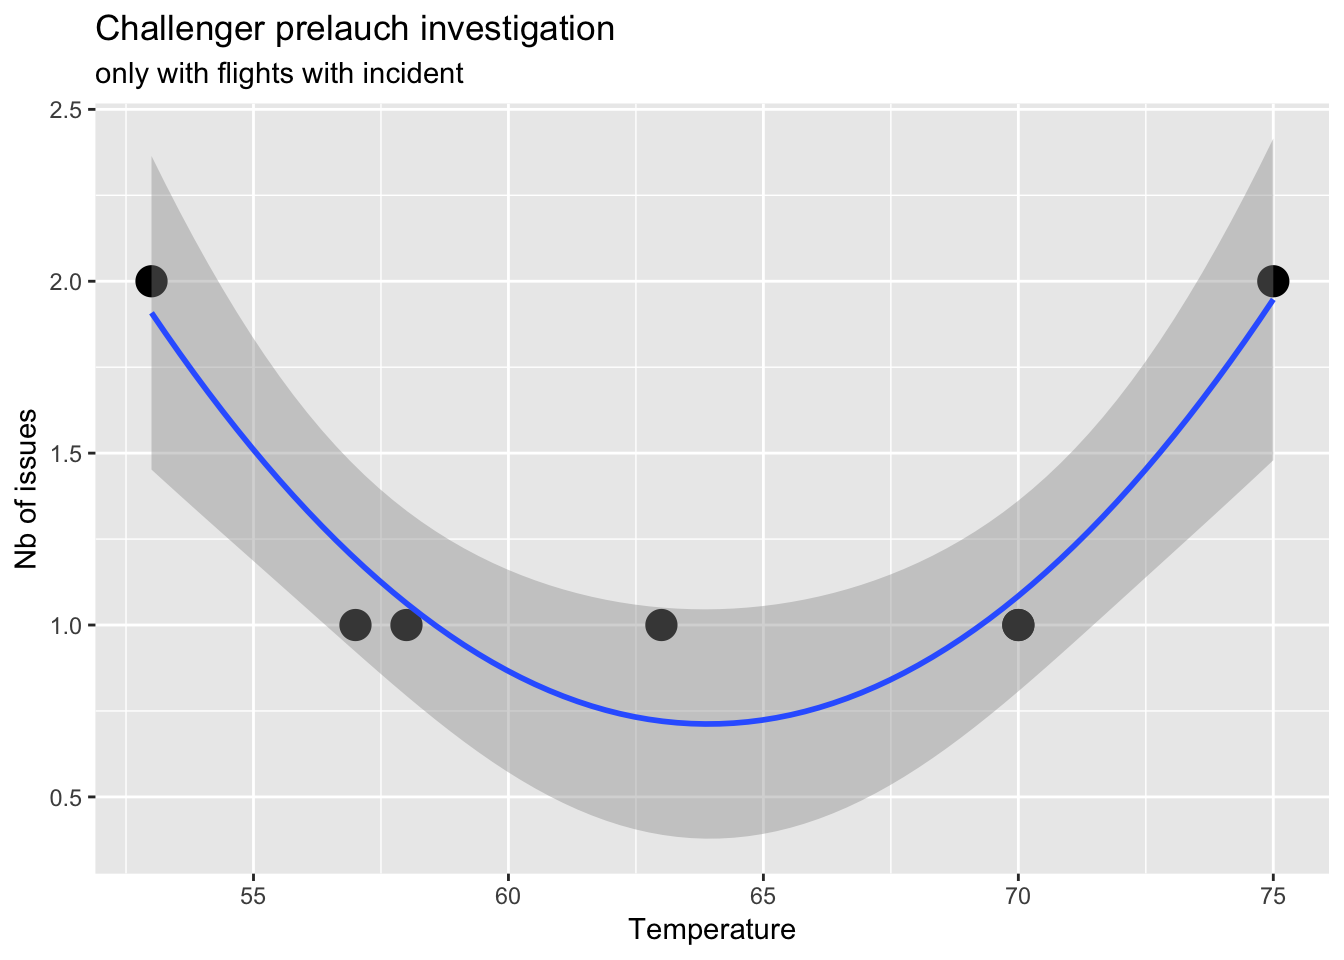 Challenger prelauch investigation
only with flights with incident
2.5
2.0
1.5
1.0
0.5
Nb of issues
55 60 65 70 75
Temperature